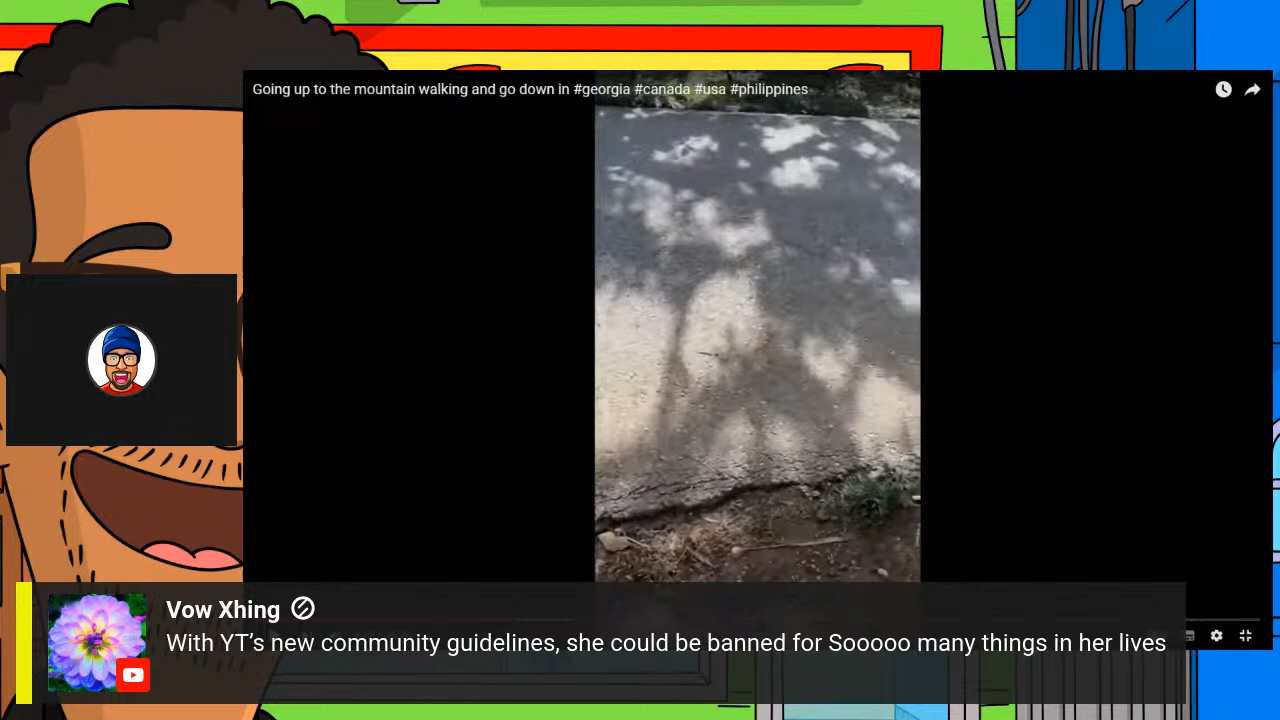 Going up to the mountain walking and go down in #georgia #canada #usa #philippines
Vow Xhing
With YT’s new community guidelines, she could be banned for Sooooo many things in her lives